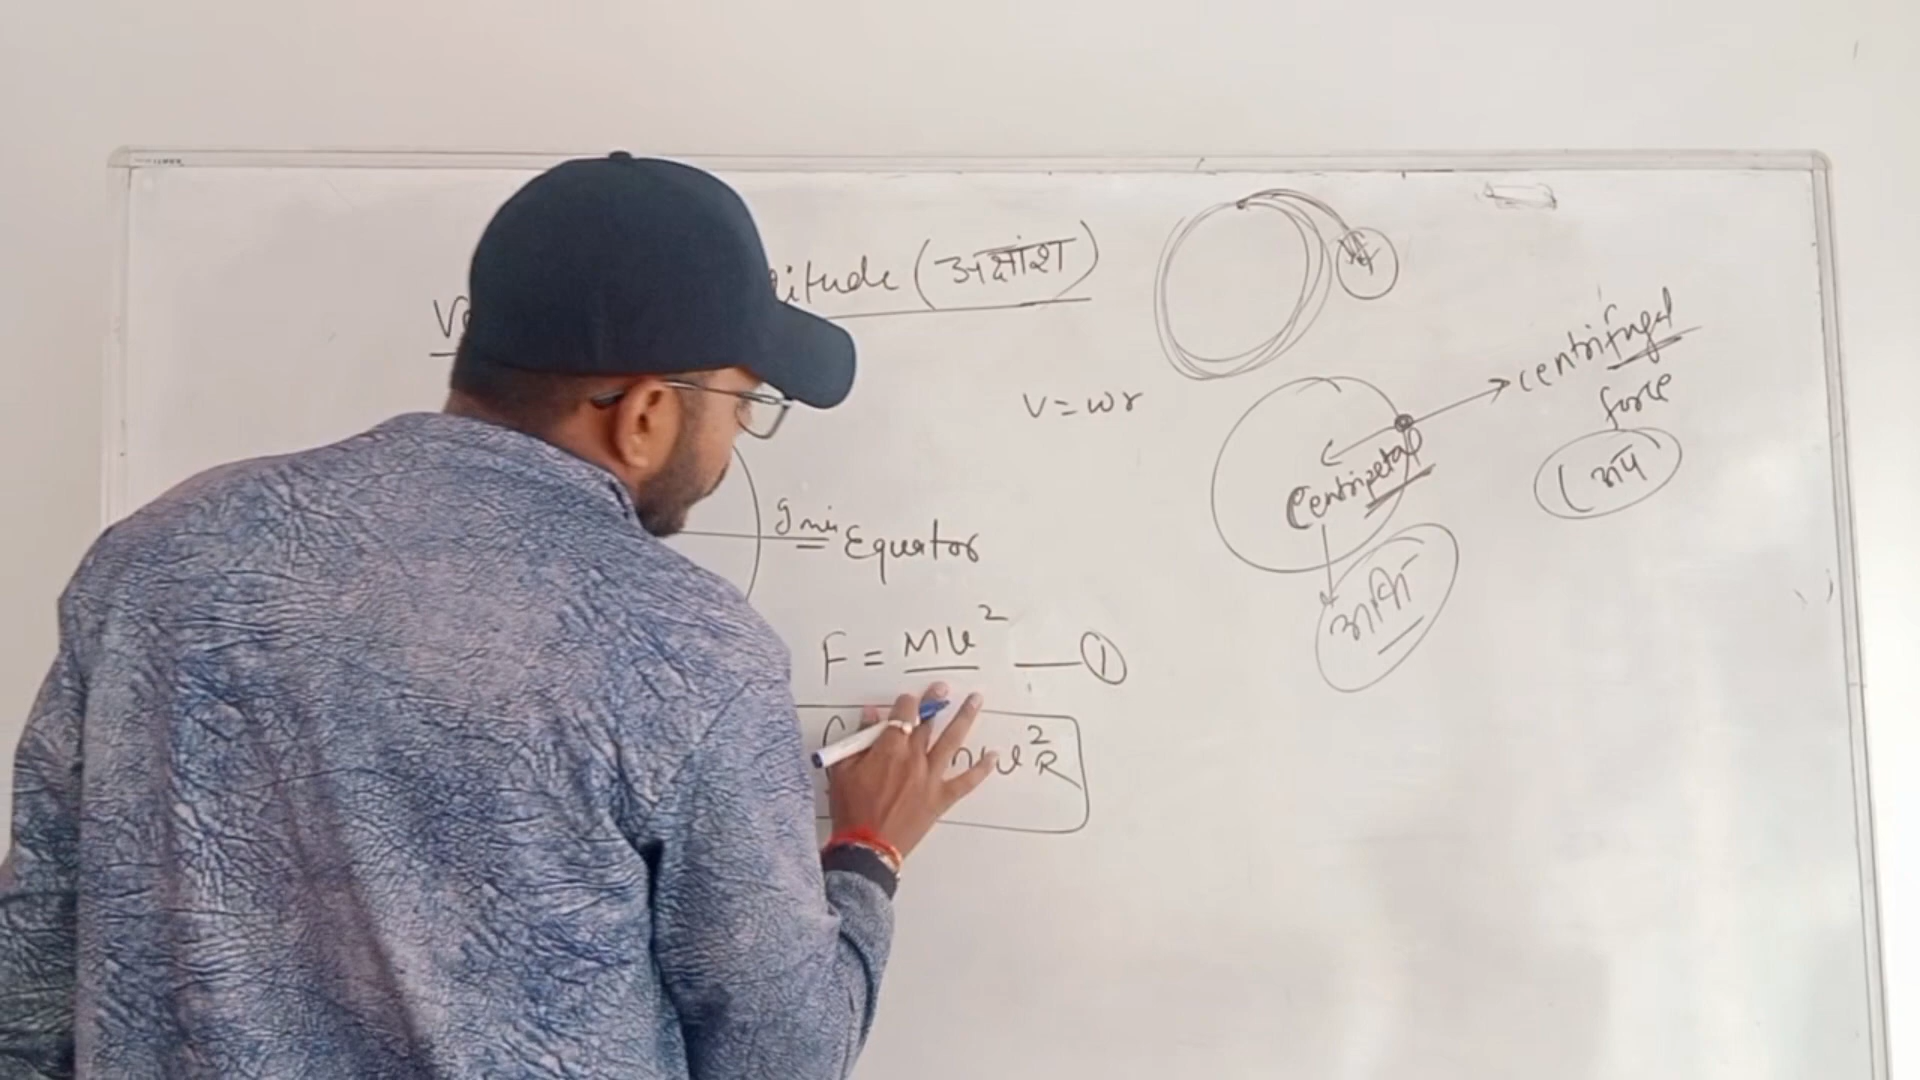 itude (अक्षांश)
V = ωr
centrifugal
force
(अप
Centripetal
अभि
g min
Equator
F = MV²
①
R